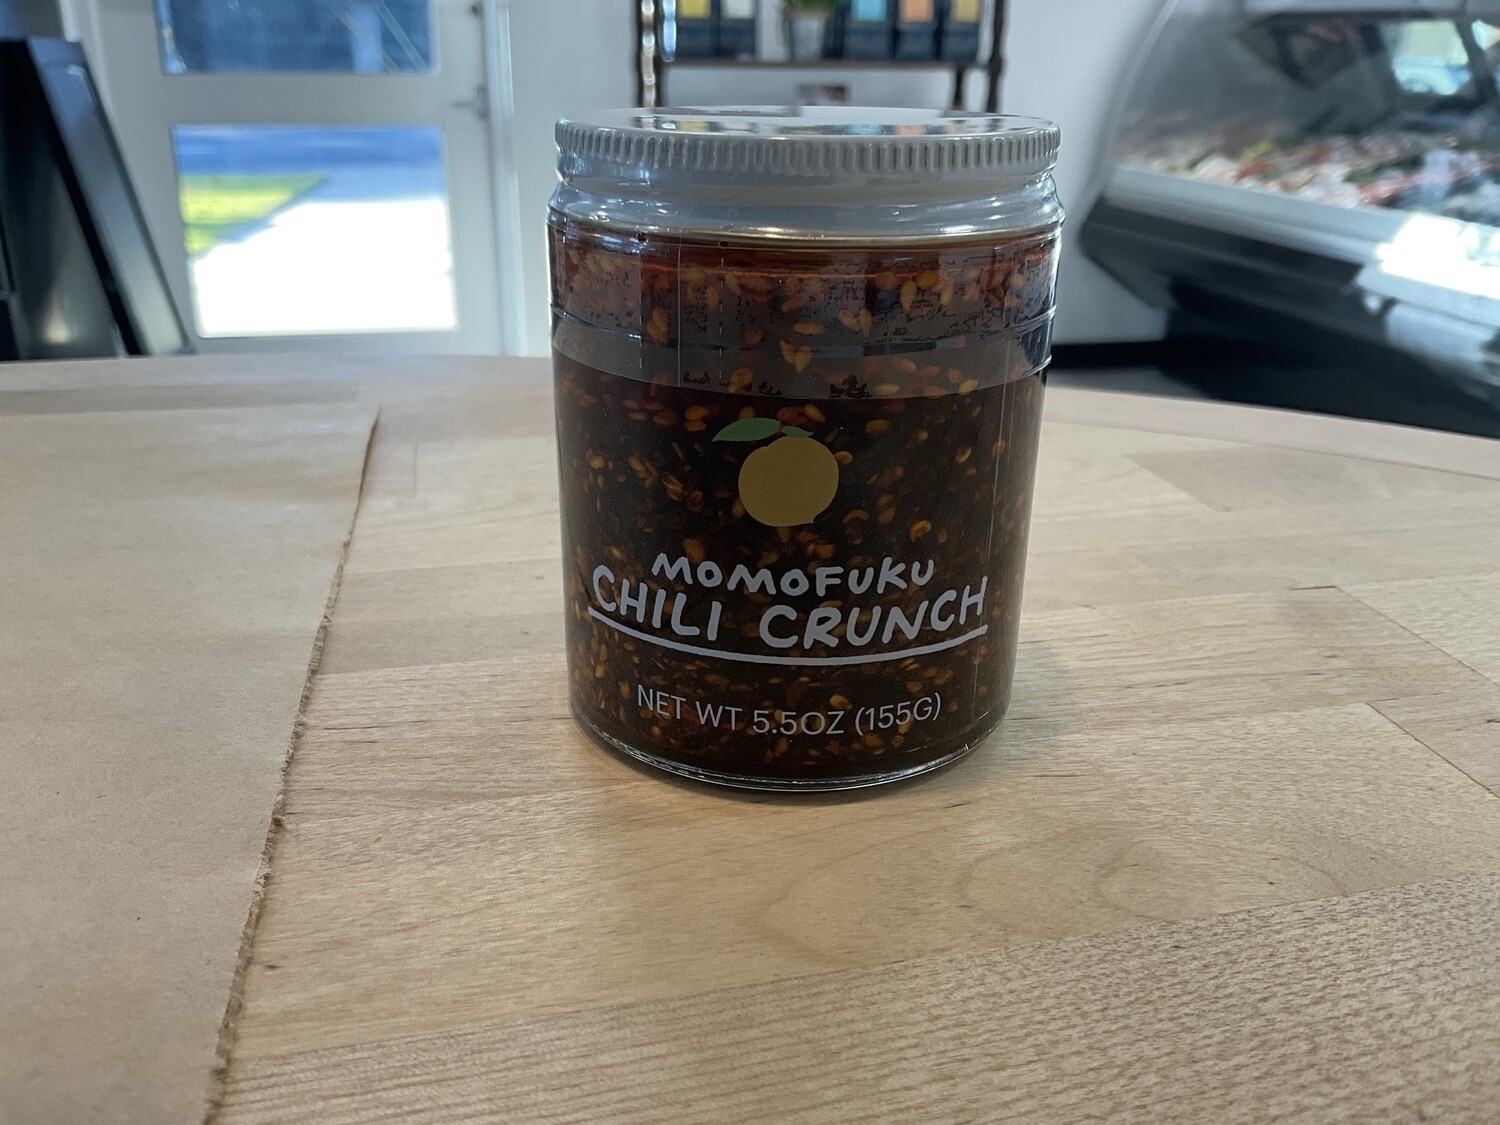 MOMOFUKU
CHILI CRUNCH
NET WT 5.5OZ (155G)